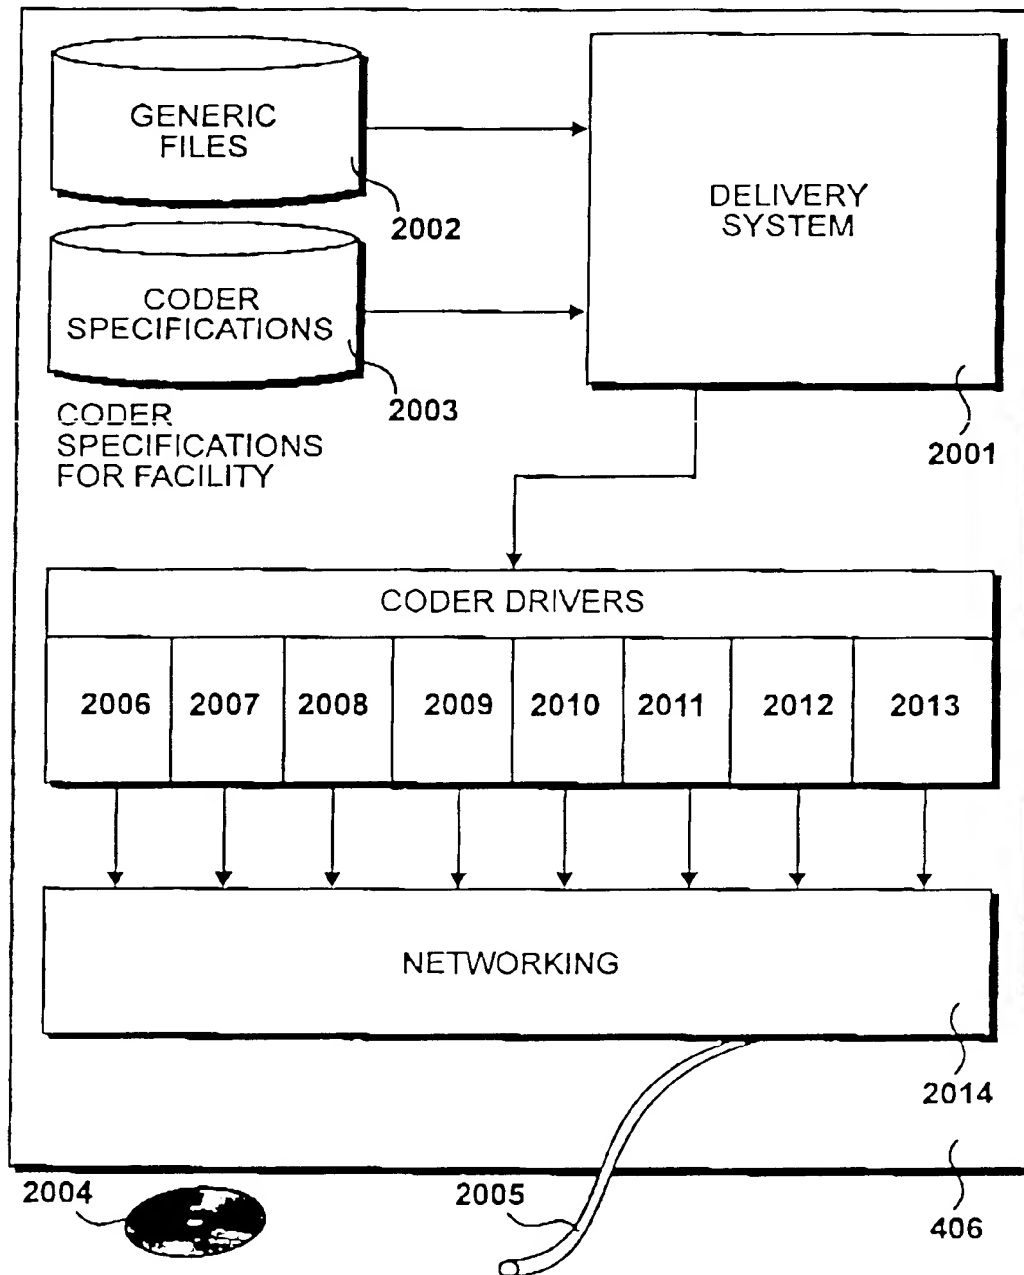 GENERIC
FILES
2002
DELIVERY
SYSTEM
CODER
SPECIFICATIONS
2003
2001
CODER
SPECIFICATIONS
FOR FACILITY
CODER DRIVERS
2006 2007 2008 2009 2010 2011 2012 2013
NETWORKING
2014
2004
2005
406